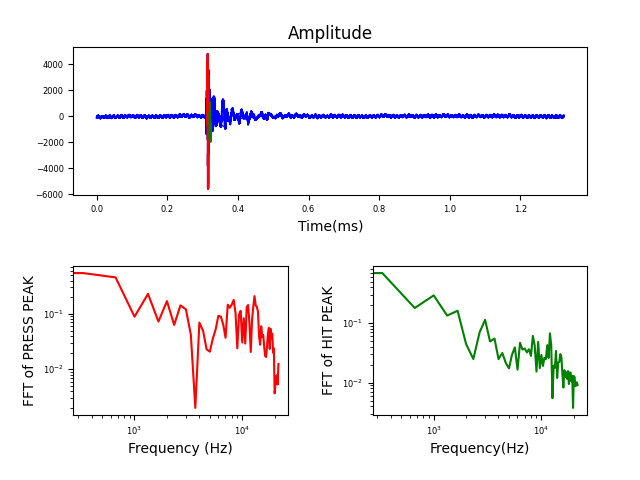 Amplitude
4000
2000
0
−2000
−4000
−6000
0.0 0.2 0.4 0.6 0.8 1.0 1.2
Time(ms)
FFT of PRESS PEAK
10⁻¹
10⁻²
10³ 10⁴
Frequency (Hz)
FFT of HIT PEAK
10⁻¹
10⁻²
10³ 10⁴
Frequency(Hz)